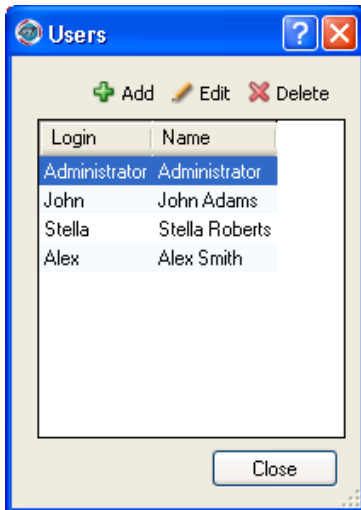 Users
Add Edit Delete
Login Name
Administrator Administrator
John John Adams
Stella Stella Roberts
Alex Alex Smith
Close